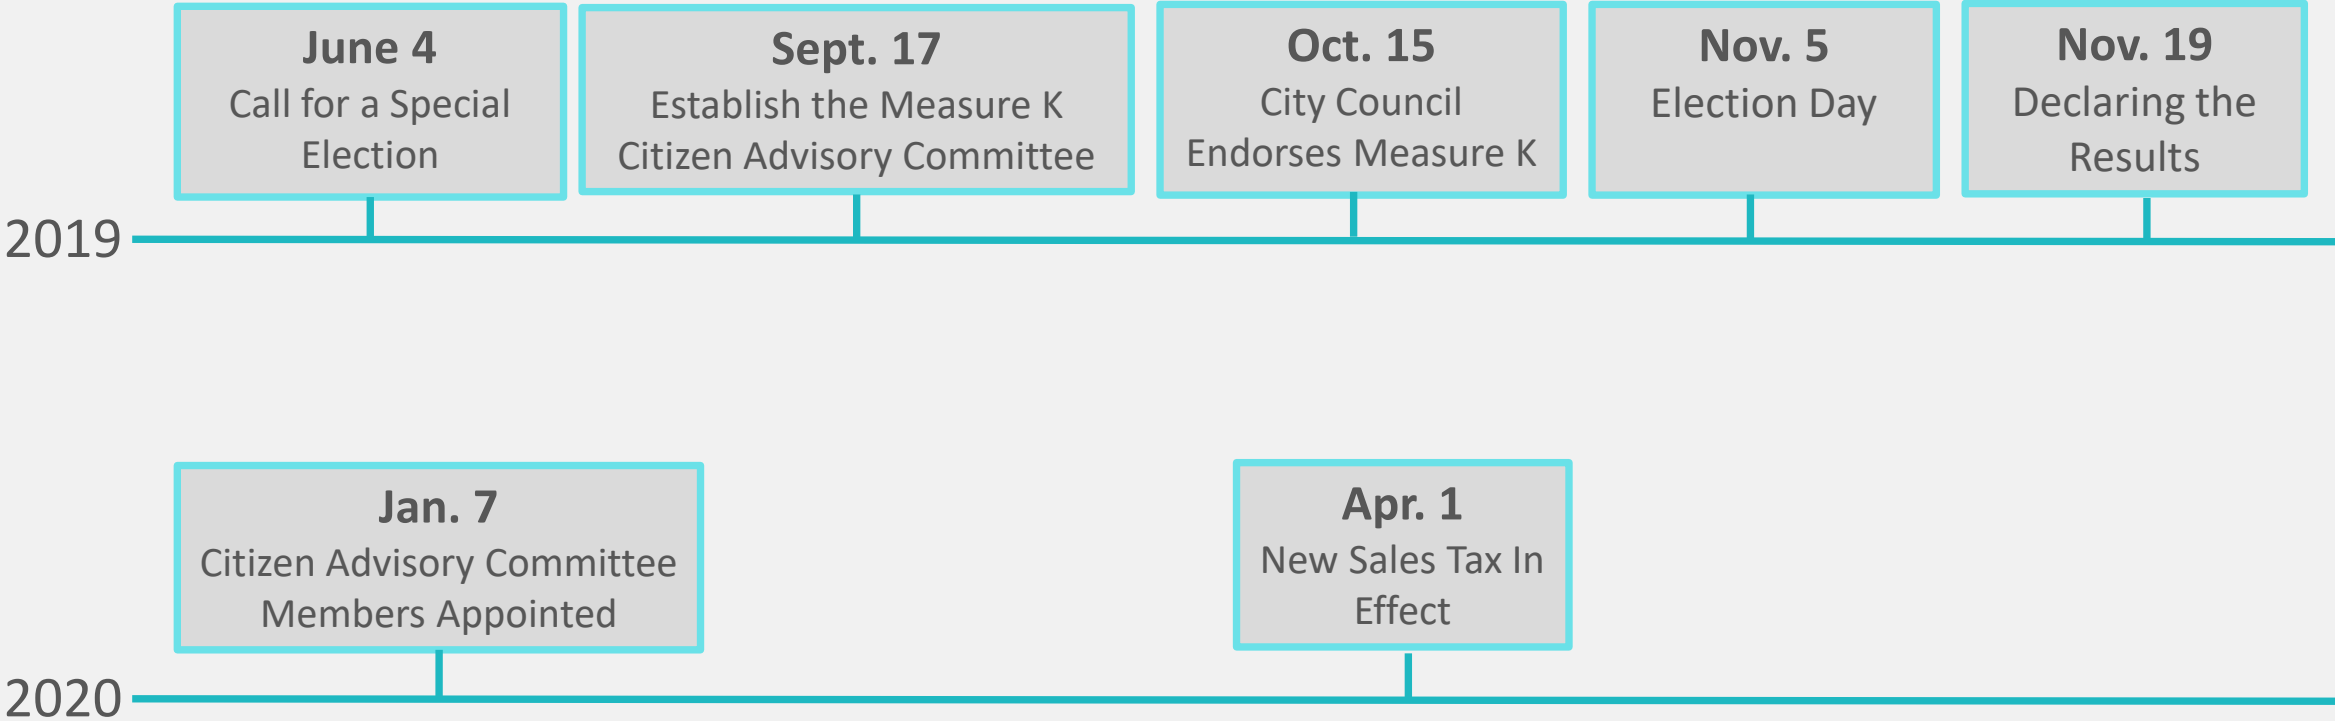 June 4
Call for a Special
Election
Sept. 17
Establish the Measure K
Citizen Advisory Committee
Oct. 15
City Council
Endorses Measure K
Nov. 5
Election Day
Nov. 19
Declaring the
Results
2019
Jan. 7
Citizen Advisory Committee
Members Appointed
Apr. 1
New Sales Tax In
Effect
2020